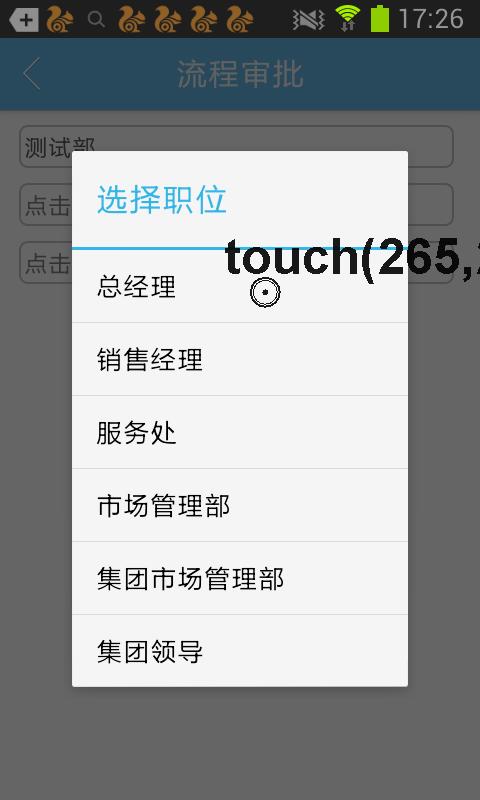 17:26
流程审批
测试部
选择职位
点击
touch(265,2
点击
总经理
销售经理
服务处
市场管理部
集团市场管理部
集团领导